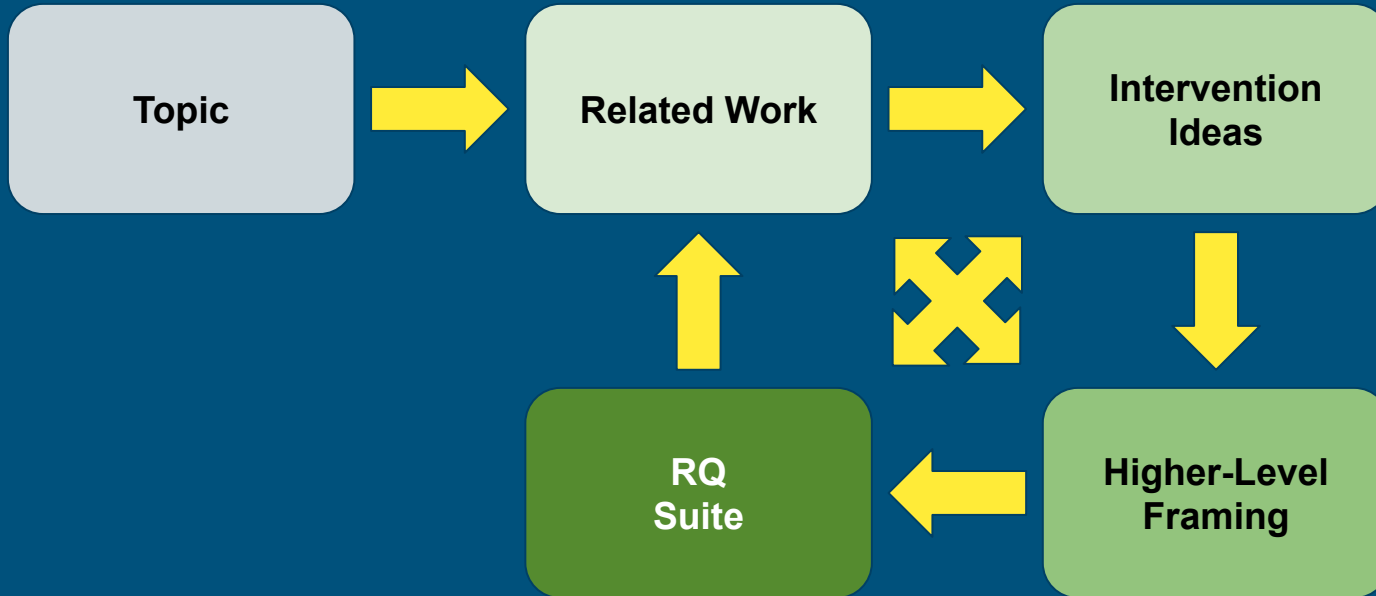 Topic
Related Work
Intervention
Ideas
RQ
Suite
Higher-Level
Framing